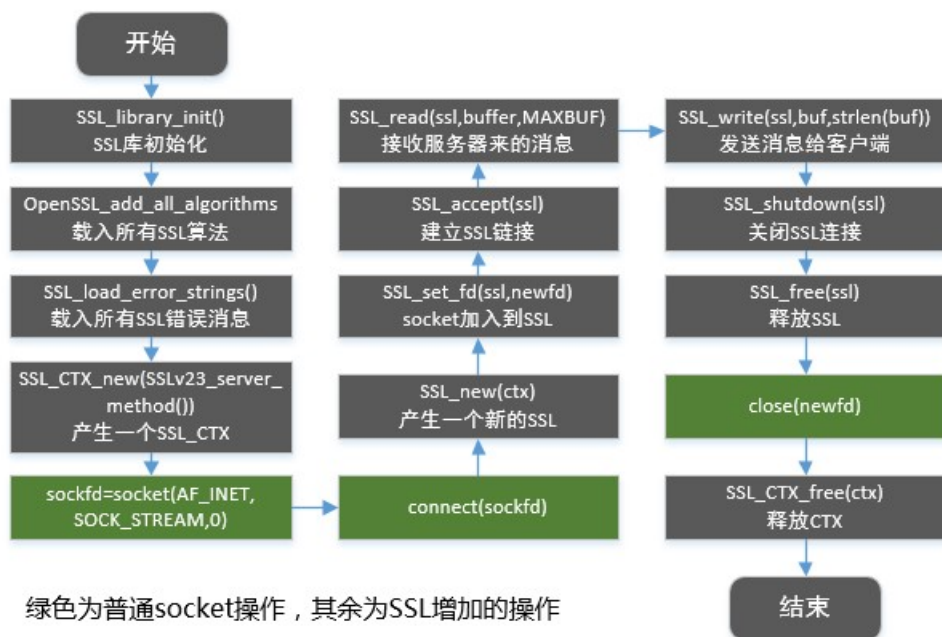 开始
SSL_library_init()
SSL库初始化
OpenSSL_add_all_algorithms
载入所有SSL算法
SSL_load_error_strings()
载入所有SSL错误消息
SSL_CTX_new(SSLv23_server_
method())
产生一个SSL_CTX
sockfd=socket(AF_INET,
SOCK_STREAM,0)
connect(sockfd)
SSL_new(ctx)
产生一个新的SSL
SSL_set_fd(ssl,newfd)
socket加入到SSL
SSL_accept(ssl)
建立SSL链接
SSL_read(ssl,buffer,MAXBUF)
接收服务器来的消息
SSL_write(ssl,buf,strlen(buf))
发送消息给客户端
SSL_shutdown(ssl)
关闭SSL连接
SSL_free(ssl)
释放SSL
close(newfd)
SSL_CTX_free(ctx)
释放CTX
结束
绿色为普通socket操作，其余为SSL增加的操作